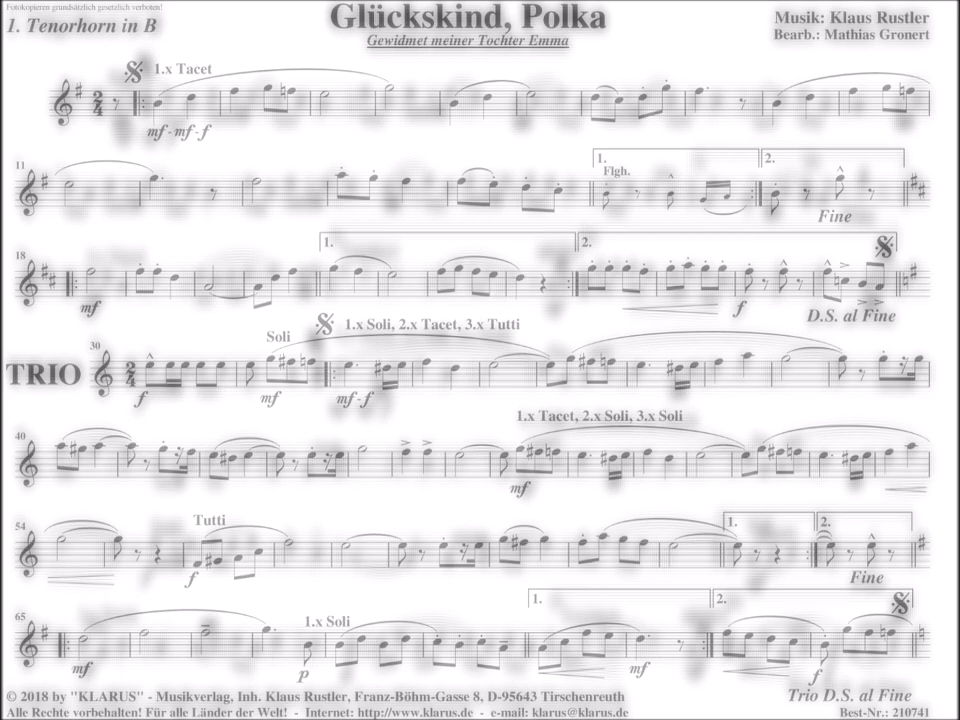 Fotokopieren grundsätzlich gesetzlich verboten!
1. Tenorhorn in B
Glückskind, Polka
Gewidmet meiner Tochter Emma
Musik: Klaus Rustler
Bearb.: Mathias Gronert
1.x Tacet
2 4
mf - mf - f
11
1.
Flgh.
2.
Fine
18
1.
2.
mf
f
D.S. al Fine
30
Soli
1.x Soli, 2.x Tacet, 3.x Tutti
TRIO
2 4
f
mf
mf - f
40
1.x Tacet, 2.x Soli, 3.x Soli
mf
54
Tutti
1.
2.
f
Fine
65
1.x Soli
1.
2.
mf
p
mf
f
Trio D.S. al Fine
© 2018 by "KLARUS" - Musikverlag, Inh. Klaus Rustler, Franz-Böhm-Gasse 8, D-95643 Tirschenreuth
Alle Rechte vorbehalten! Für alle Länder der Welt! - Internet: http://www.klarus.de - e-mail: klarus@klarus.de
Best-Nr.: 210741